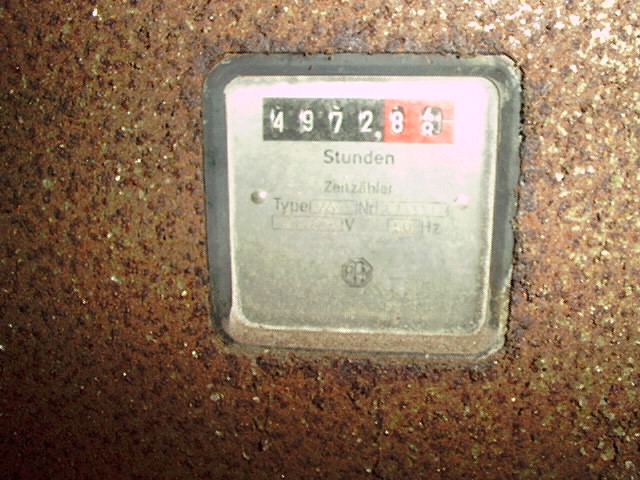 4972,8
Stunden
Zeitzähler
Type Nr
V Hz